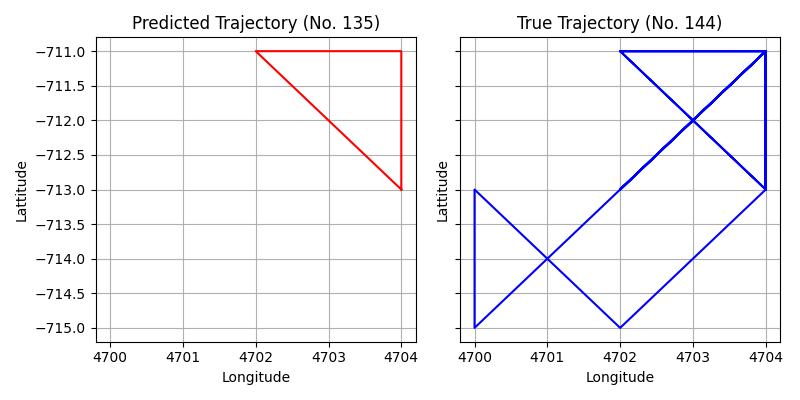 Predicted Trajectory (No. 135)
True Trajectory (No. 144)
−711.0
−711.5
−712.0
−712.5
−713.0
−713.5
−714.0
−714.5
−715.0
Lattitude
Lattitude
4700 4701 4702 4703 4704
4700 4701 4702 4703 4704
Longitude
Longitude